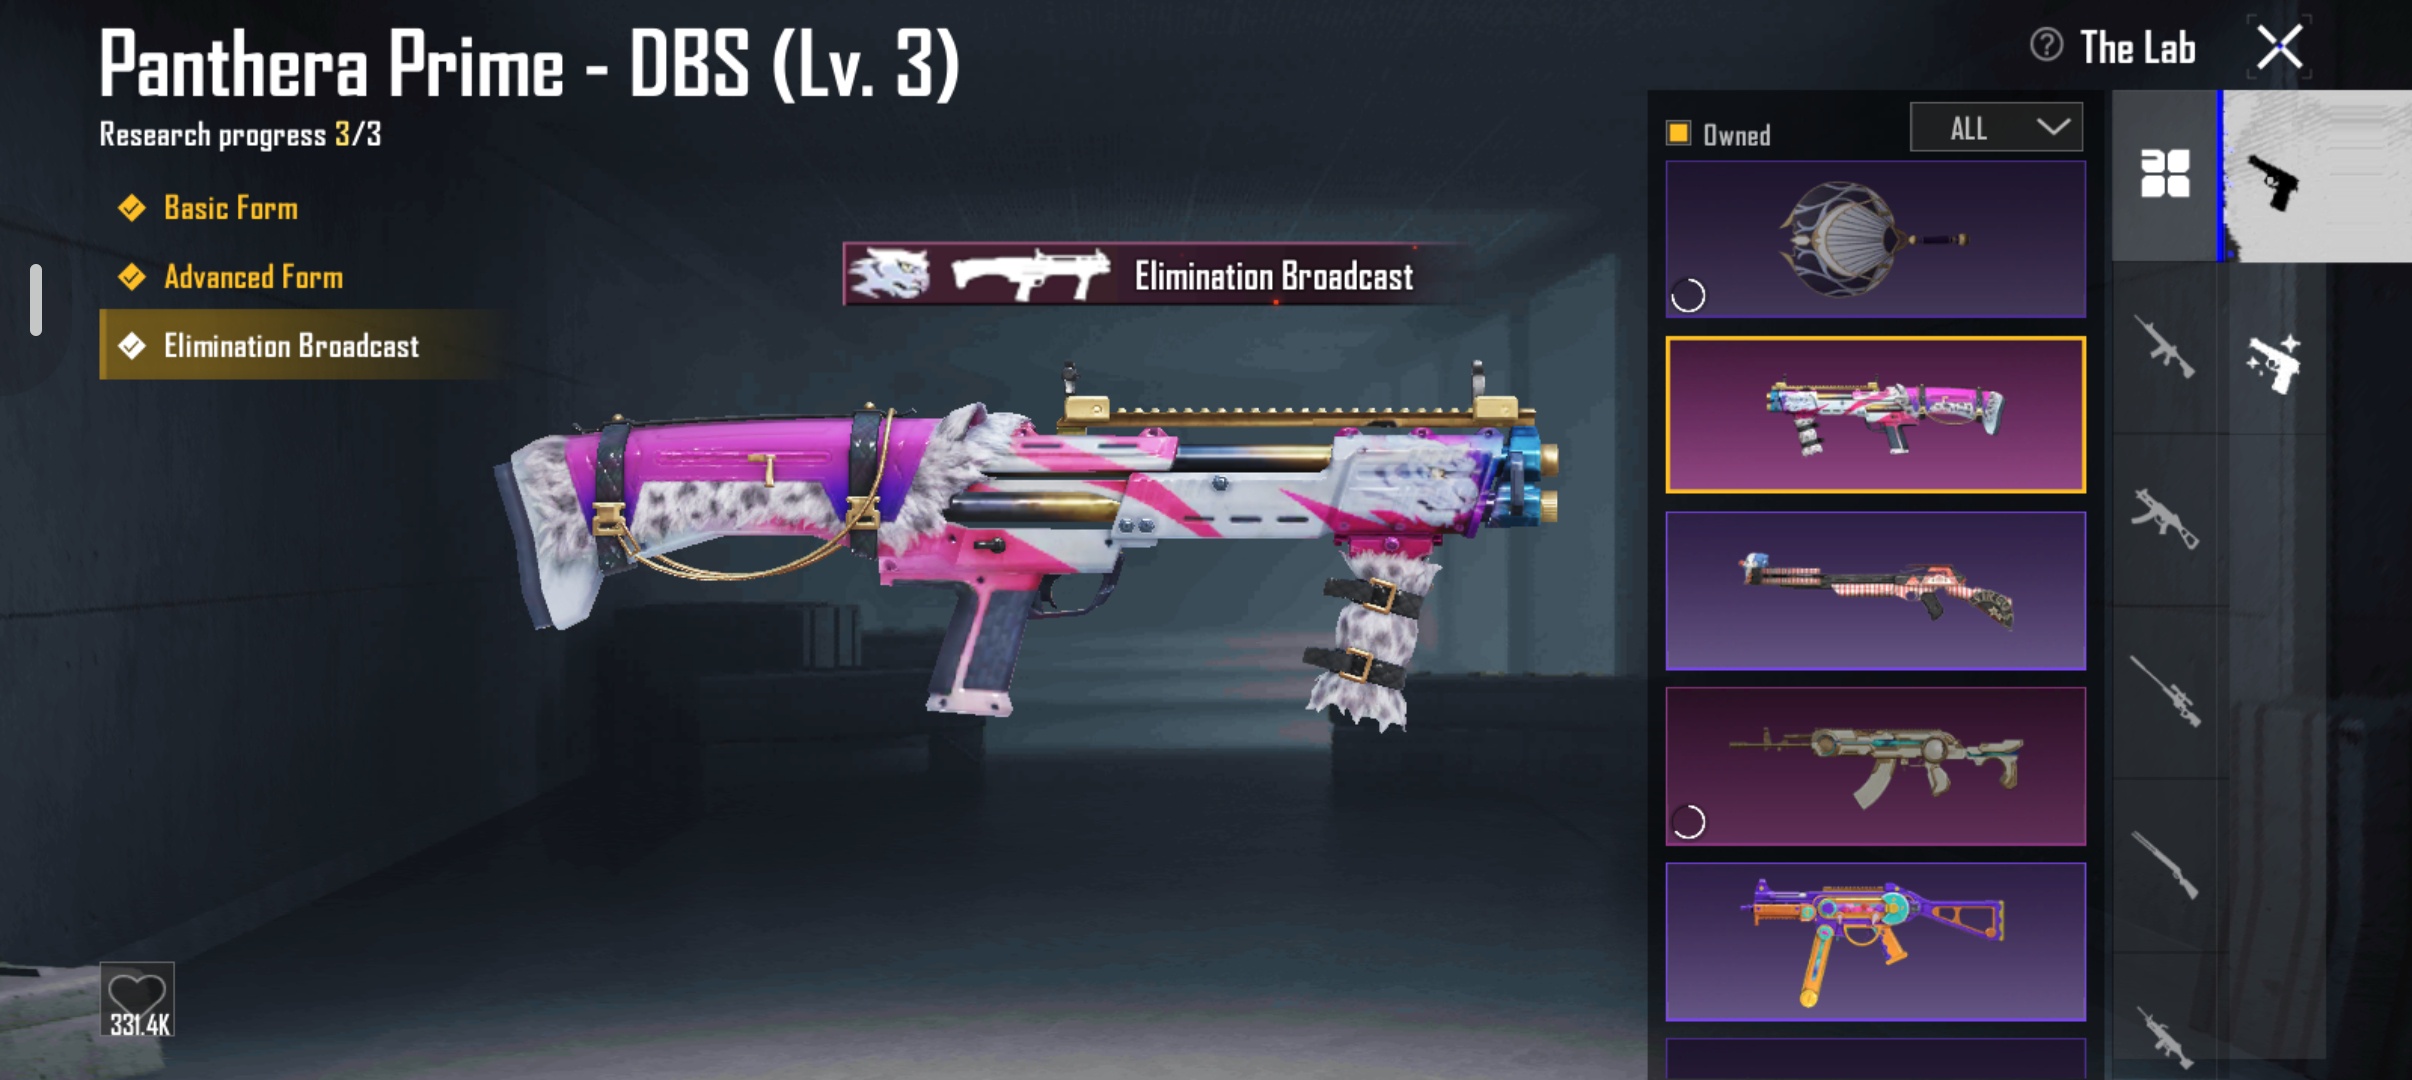 Panthera Prime - DBS (Lv. 3)
Research progress 3/3
Basic Form
Advanced Form
Elimination Broadcast
Elimination Broadcast
? The Lab
Owned
ALL
331.4K